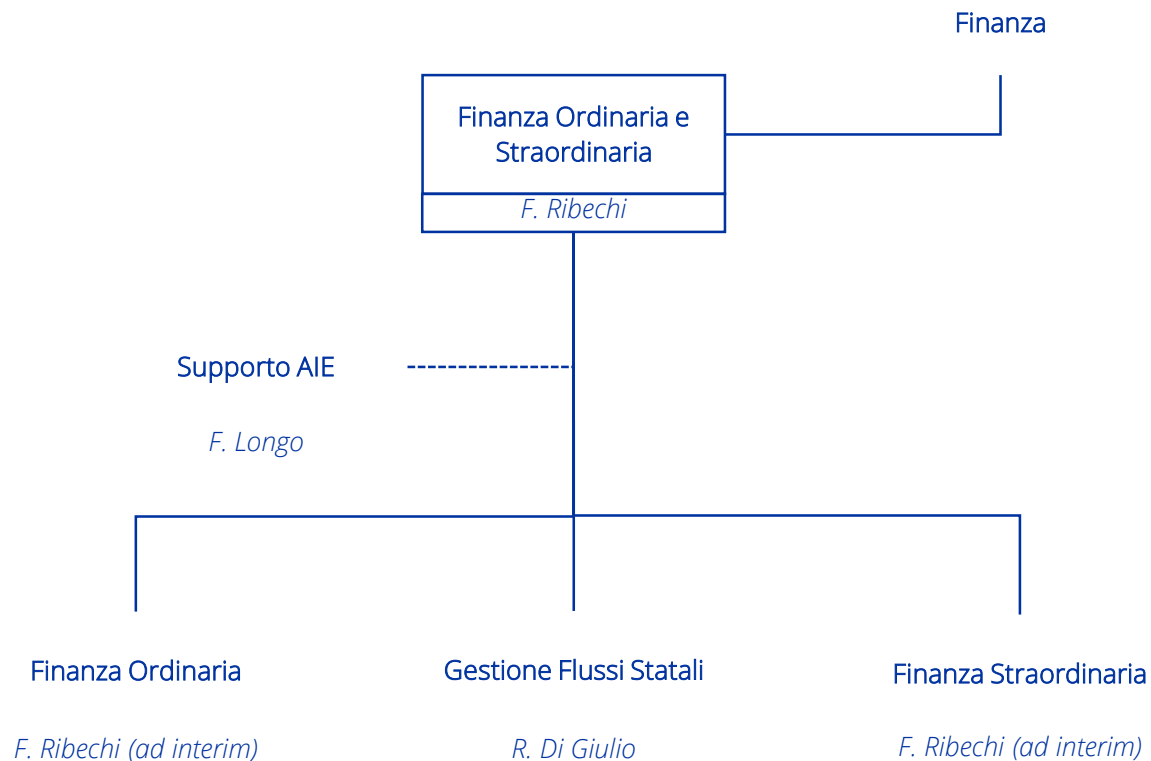 Finanza
Finanza Ordinaria e
Straordinaria
F. Ribechi
Supporto AIE
F. Longo
Finanza Ordinaria
F. Ribechi (ad interim)
Gestione Flussi Statali
R. Di Giulio
Finanza Straordinaria
F. Ribechi (ad interim)